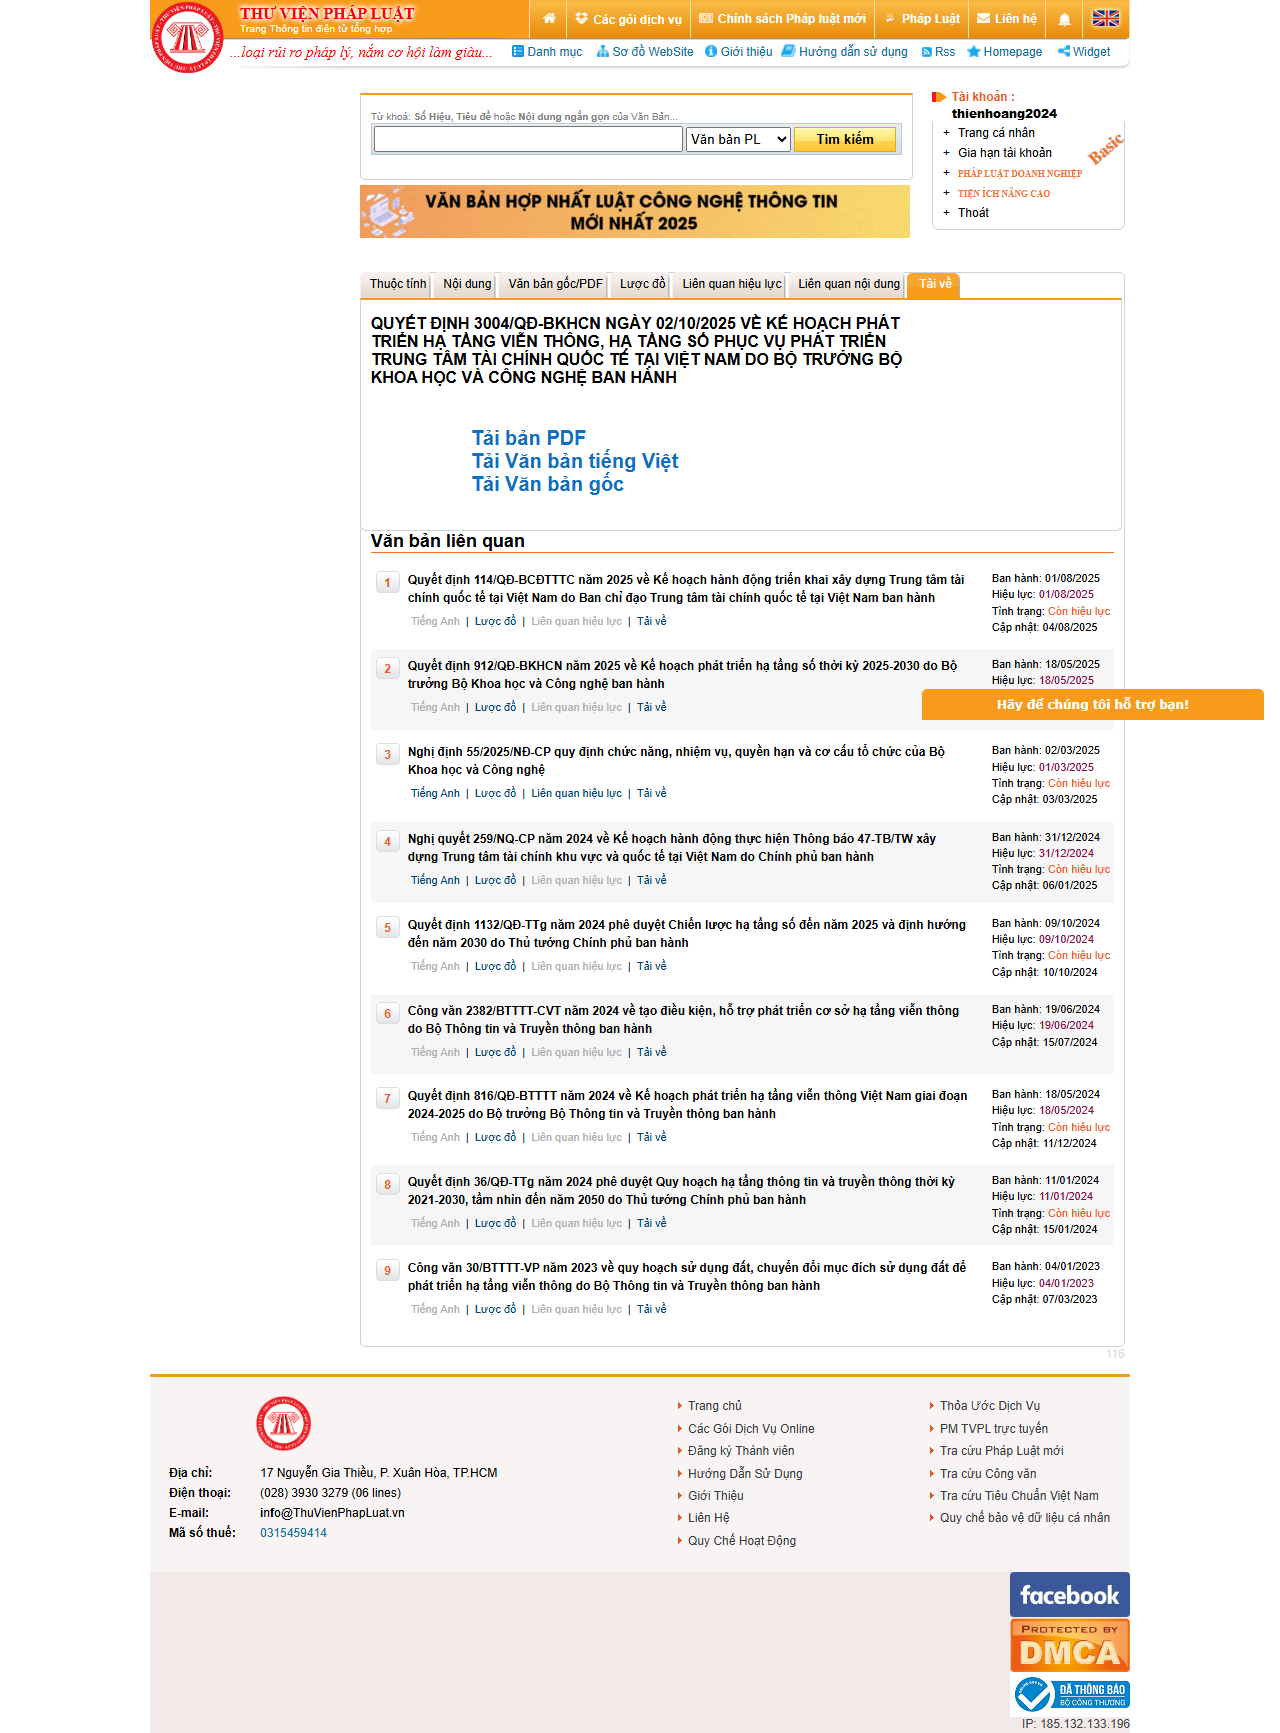 THƯ VIỆN PHÁP LUẬT
Trang Thông tin điện tử tổng hợp
Các gói dịch vụ
Chính sách Pháp luật mới
Pháp Luật
Liên hệ
...loại rủi ro pháp lý, nắm cơ hội làm giàu...
Danh mục
Sơ đồ WebSite
Giới thiệu
Hướng dẫn sử dụng
Rss
Homepage
Widget
Từ khoá: Số Hiệu, Tiêu đề hoặc Nội dung ngắn gọn của Văn Bản...
Văn bản PL
Tìm kiếm
VĂN BẢN HỢP NHẤT LUẬT CÔNG NGHỆ THÔNG TIN
MỚI NHẤT 2025
Tài khoản :
thienhoang2024
+ Trang cá nhân
+ Gia hạn tài khoản
+ PHÁP LUẬT DOANH NGHIỆP
+ TIỆN ÍCH NÂNG CAO
+ Thoát
Basic
Thuộc tính
Nội dung
Văn bản gốc/PDF
Lược đồ
Liên quan hiệu lực
Liên quan nội dung
Tải về
QUYẾT ĐỊNH 3004/QĐ-BKHCN NGÀY 02/10/2025 VỀ KẾ HOẠCH PHÁT
TRIỂN HẠ TẦNG VIỄN THÔNG, HẠ TẦNG SỐ PHỤC VỤ PHÁT TRIỂN
TRUNG TÂM TÀI CHÍNH QUỐC TẾ TẠI VIỆT NAM DO BỘ TRƯỞNG BỘ
KHOA HỌC VÀ CÔNG NGHỆ BAN HÀNH
Tải bản PDF
Tải Văn bản tiếng Việt
Tải Văn bản gốc
Văn bản liên quan
1
Quyết định 114/QĐ-BCĐTTTC năm 2025 về Kế hoạch hành động triển khai xây dựng Trung tâm tài
chính quốc tế tại Việt Nam do Ban chỉ đạo Trung tâm tài chính quốc tế tại Việt Nam ban hành
Tiếng Anh | Lược đồ | Liên quan hiệu lực | Tải về
Ban hành: 01/08/2025
Hiệu lực: 01/08/2025
Tình trạng: Còn hiệu lực
Cập nhật: 04/08/2025
2
Quyết định 912/QĐ-BKHCN năm 2025 về Kế hoạch phát triển hạ tầng số thời kỳ 2025-2030 do Bộ
trưởng Bộ Khoa học và Công nghệ ban hành
Tiếng Anh | Lược đồ | Liên quan hiệu lực | Tải về
Ban hành: 18/05/2025
Hiệu lực: 18/05/2025
Hãy để chúng tôi hỗ trợ bạn!
3
Nghị định 55/2025/NĐ-CP quy định chức năng, nhiệm vụ, quyền hạn và cơ cấu tổ chức của Bộ
Khoa học và Công nghệ
Tiếng Anh | Lược đồ | Liên quan hiệu lực | Tải về
Ban hành: 02/03/2025
Hiệu lực: 01/03/2025
Tình trạng: Còn hiệu lực
Cập nhật: 03/03/2025
4
Nghị quyết 259/NQ-CP năm 2024 về Kế hoạch hành động thực hiện Thông báo 47-TB/TW xây
dựng Trung tâm tài chính khu vực và quốc tế tại Việt Nam do Chính phủ ban hành
Tiếng Anh | Lược đồ | Liên quan hiệu lực | Tải về
Ban hành: 31/12/2024
Hiệu lực: 31/12/2024
Tình trạng: Còn hiệu lực
Cập nhật: 06/01/2025
5
Quyết định 1132/QĐ-TTg năm 2024 phê duyệt Chiến lược hạ tầng số đến năm 2025 và định hướng
đến năm 2030 do Thủ tướng Chính phủ ban hành
Tiếng Anh | Lược đồ | Liên quan hiệu lực | Tải về
Ban hành: 09/10/2024
Hiệu lực: 09/10/2024
Tình trạng: Còn hiệu lực
Cập nhật: 10/10/2024
6
Công văn 2382/BTTTT-CVT năm 2024 về tạo điều kiện, hỗ trợ phát triển cơ sở hạ tầng viễn thông
do Bộ Thông tin và Truyền thông ban hành
Tiếng Anh | Lược đồ | Liên quan hiệu lực | Tải về
Ban hành: 19/06/2024
Hiệu lực: 19/06/2024
Cập nhật: 15/07/2024
7
Quyết định 816/QĐ-BTTTT năm 2024 về Kế hoạch phát triển hạ tầng viễn thông Việt Nam giai đoạn
2024-2025 do Bộ trưởng Bộ Thông tin và Truyền thông ban hành
Tiếng Anh | Lược đồ | Liên quan hiệu lực | Tải về
Ban hành: 18/05/2024
Hiệu lực: 18/05/2024
Tình trạng: Còn hiệu lực
Cập nhật: 11/12/2024
8
Quyết định 36/QĐ-TTg năm 2024 phê duyệt Quy hoạch hạ tầng thông tin và truyền thông thời kỳ
2021-2030, tầm nhìn đến năm 2050 do Thủ tướng Chính phủ ban hành
Tiếng Anh | Lược đồ | Liên quan hiệu lực | Tải về
Ban hành: 11/01/2024
Hiệu lực: 11/01/2024
Tình trạng: Còn hiệu lực
Cập nhật: 15/01/2024
9
Công văn 30/BTTTT-VP năm 2023 về quy hoạch sử dụng đất, chuyển đổi mục đích sử dụng đất để
phát triển hạ tầng viễn thông do Bộ Thông tin và Truyền thông ban hành
Tiếng Anh | Lược đồ | Liên quan hiệu lực | Tải về
Ban hành: 04/01/2023
Hiệu lực: 04/01/2023
Cập nhật: 07/03/2023
116
Địa chỉ: 17 Nguyễn Gia Thiều, P. Xuân Hòa, TP.HCM
Điện thoại: (028) 3930 3279 (06 lines)
E-mail: info@ThuVienPhapLuat.vn
Mã số thuế: 0315459414
Trang chủ
Các Gói Dịch Vụ Online
Đăng ký Thành viên
Hướng Dẫn Sử Dụng
Giới Thiệu
Liên Hệ
Quy Chế Hoạt Động
Thỏa Ước Dịch Vụ
PM TVPL trực tuyến
Tra cứu Pháp Luật mới
Tra cứu Công văn
Tra cứu Tiêu Chuẩn Việt Nam
Quy chế bảo vệ dữ liệu cá nhân
facebook
PROTECTED BY
DMCA
ĐÃ THÔNG BÁO
BỘ CÔNG THƯƠNG
IP: 185.132.133.196